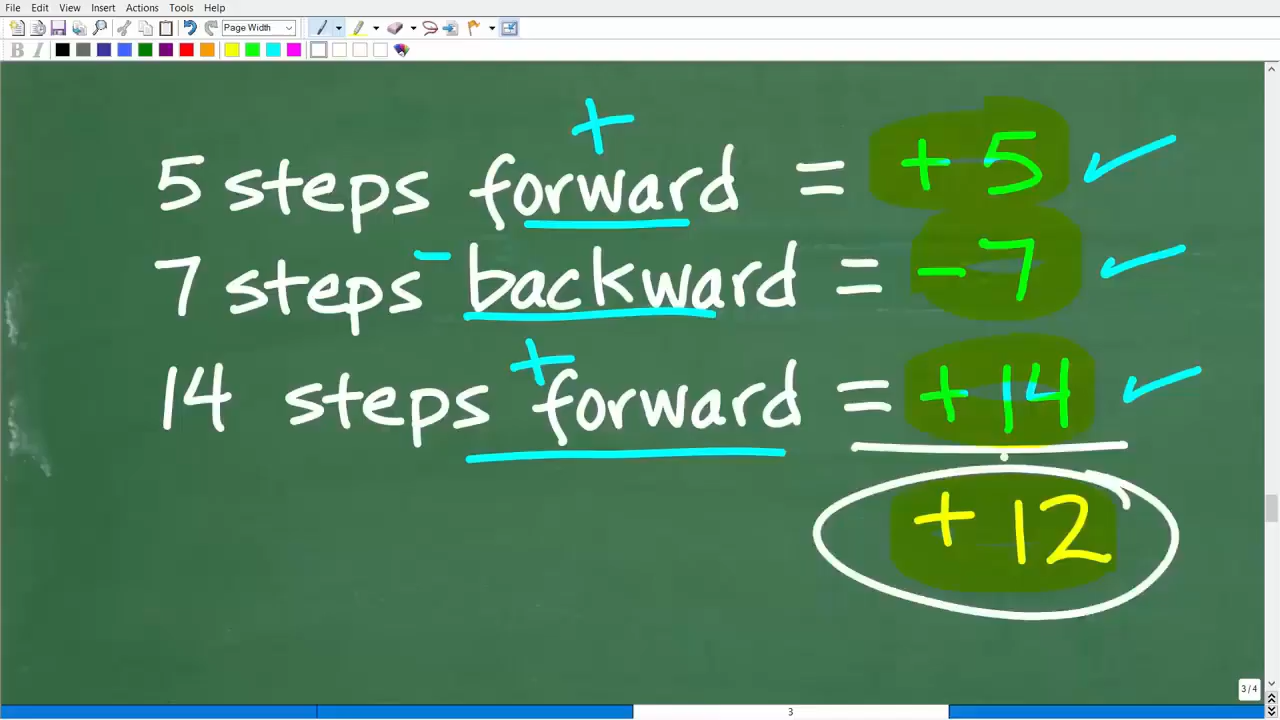 File Edit View Insert Actions Tools Help
Page Width
B I
+
5 steps forward = +5
-
7 steps backward = -7
+
14 steps forward = +14
+12
3/4
3